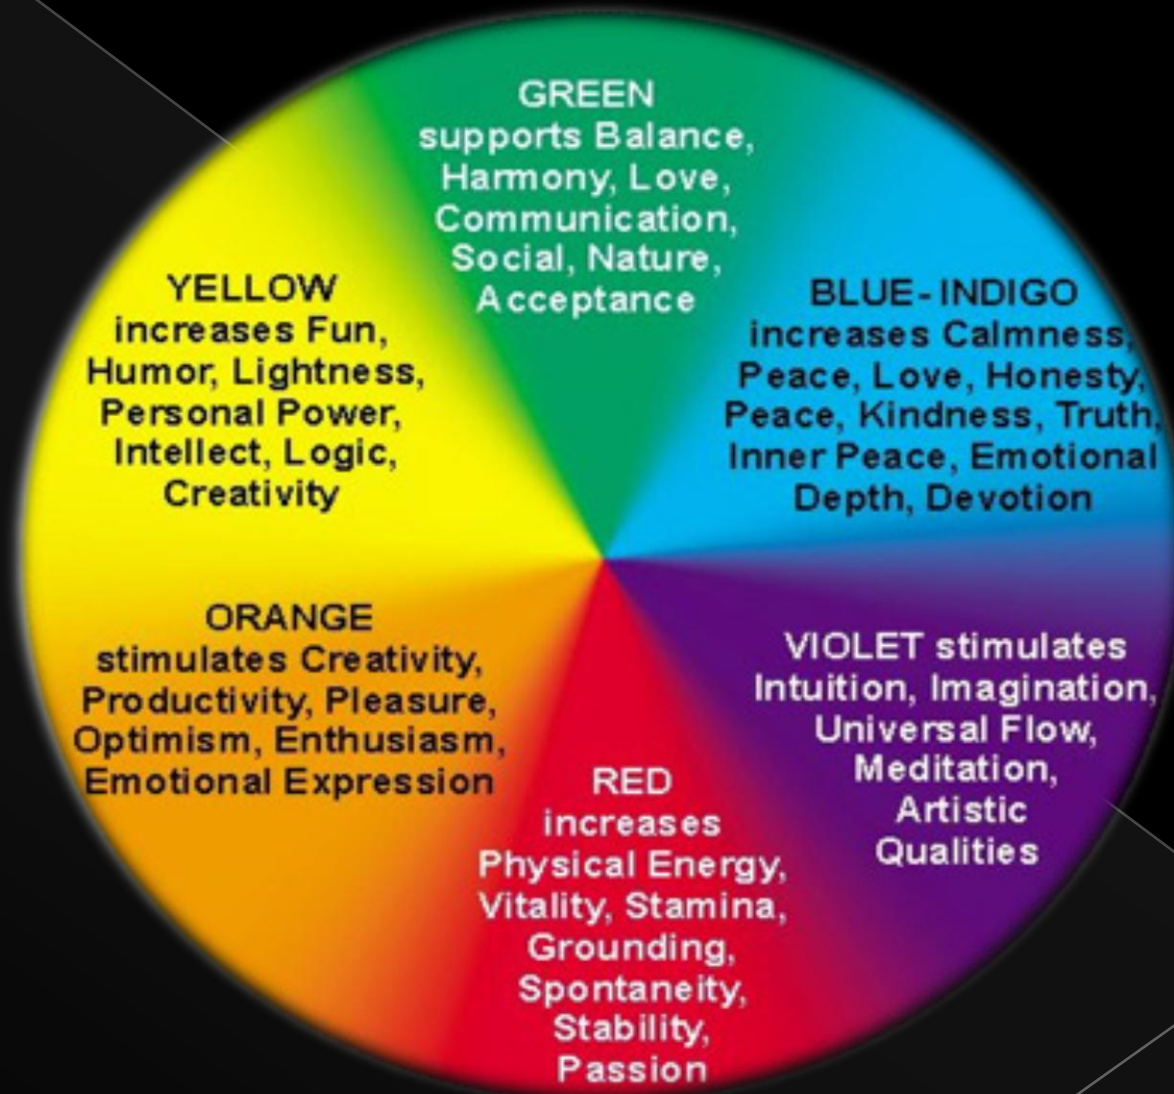 GREEN
supports Balance,
Harmony, Love,
Communication,
Social, Nature,
Acceptance
YELLOW
increases Fun,
Humor, Lightness,
Personal Power,
Intellect, Logic,
Creativity
BLUE-INDIGO
increases Calmness,
Peace, Love, Honesty,
Peace, Kindness, Truth,
Inner Peace, Emotional
Depth, Devotion
ORANGE
stimulates Creativity,
Productivity, Pleasure,
Optimism, Enthusiasm,
Emotional Expression
VIOLET stimulates
Intuition, Imagination,
Universal Flow,
Meditation,
Artistic
Qualities
RED
increases
Physical Energy,
Vitality, Stamina,
Grounding,
Spontaneity,
Stability,
Passion